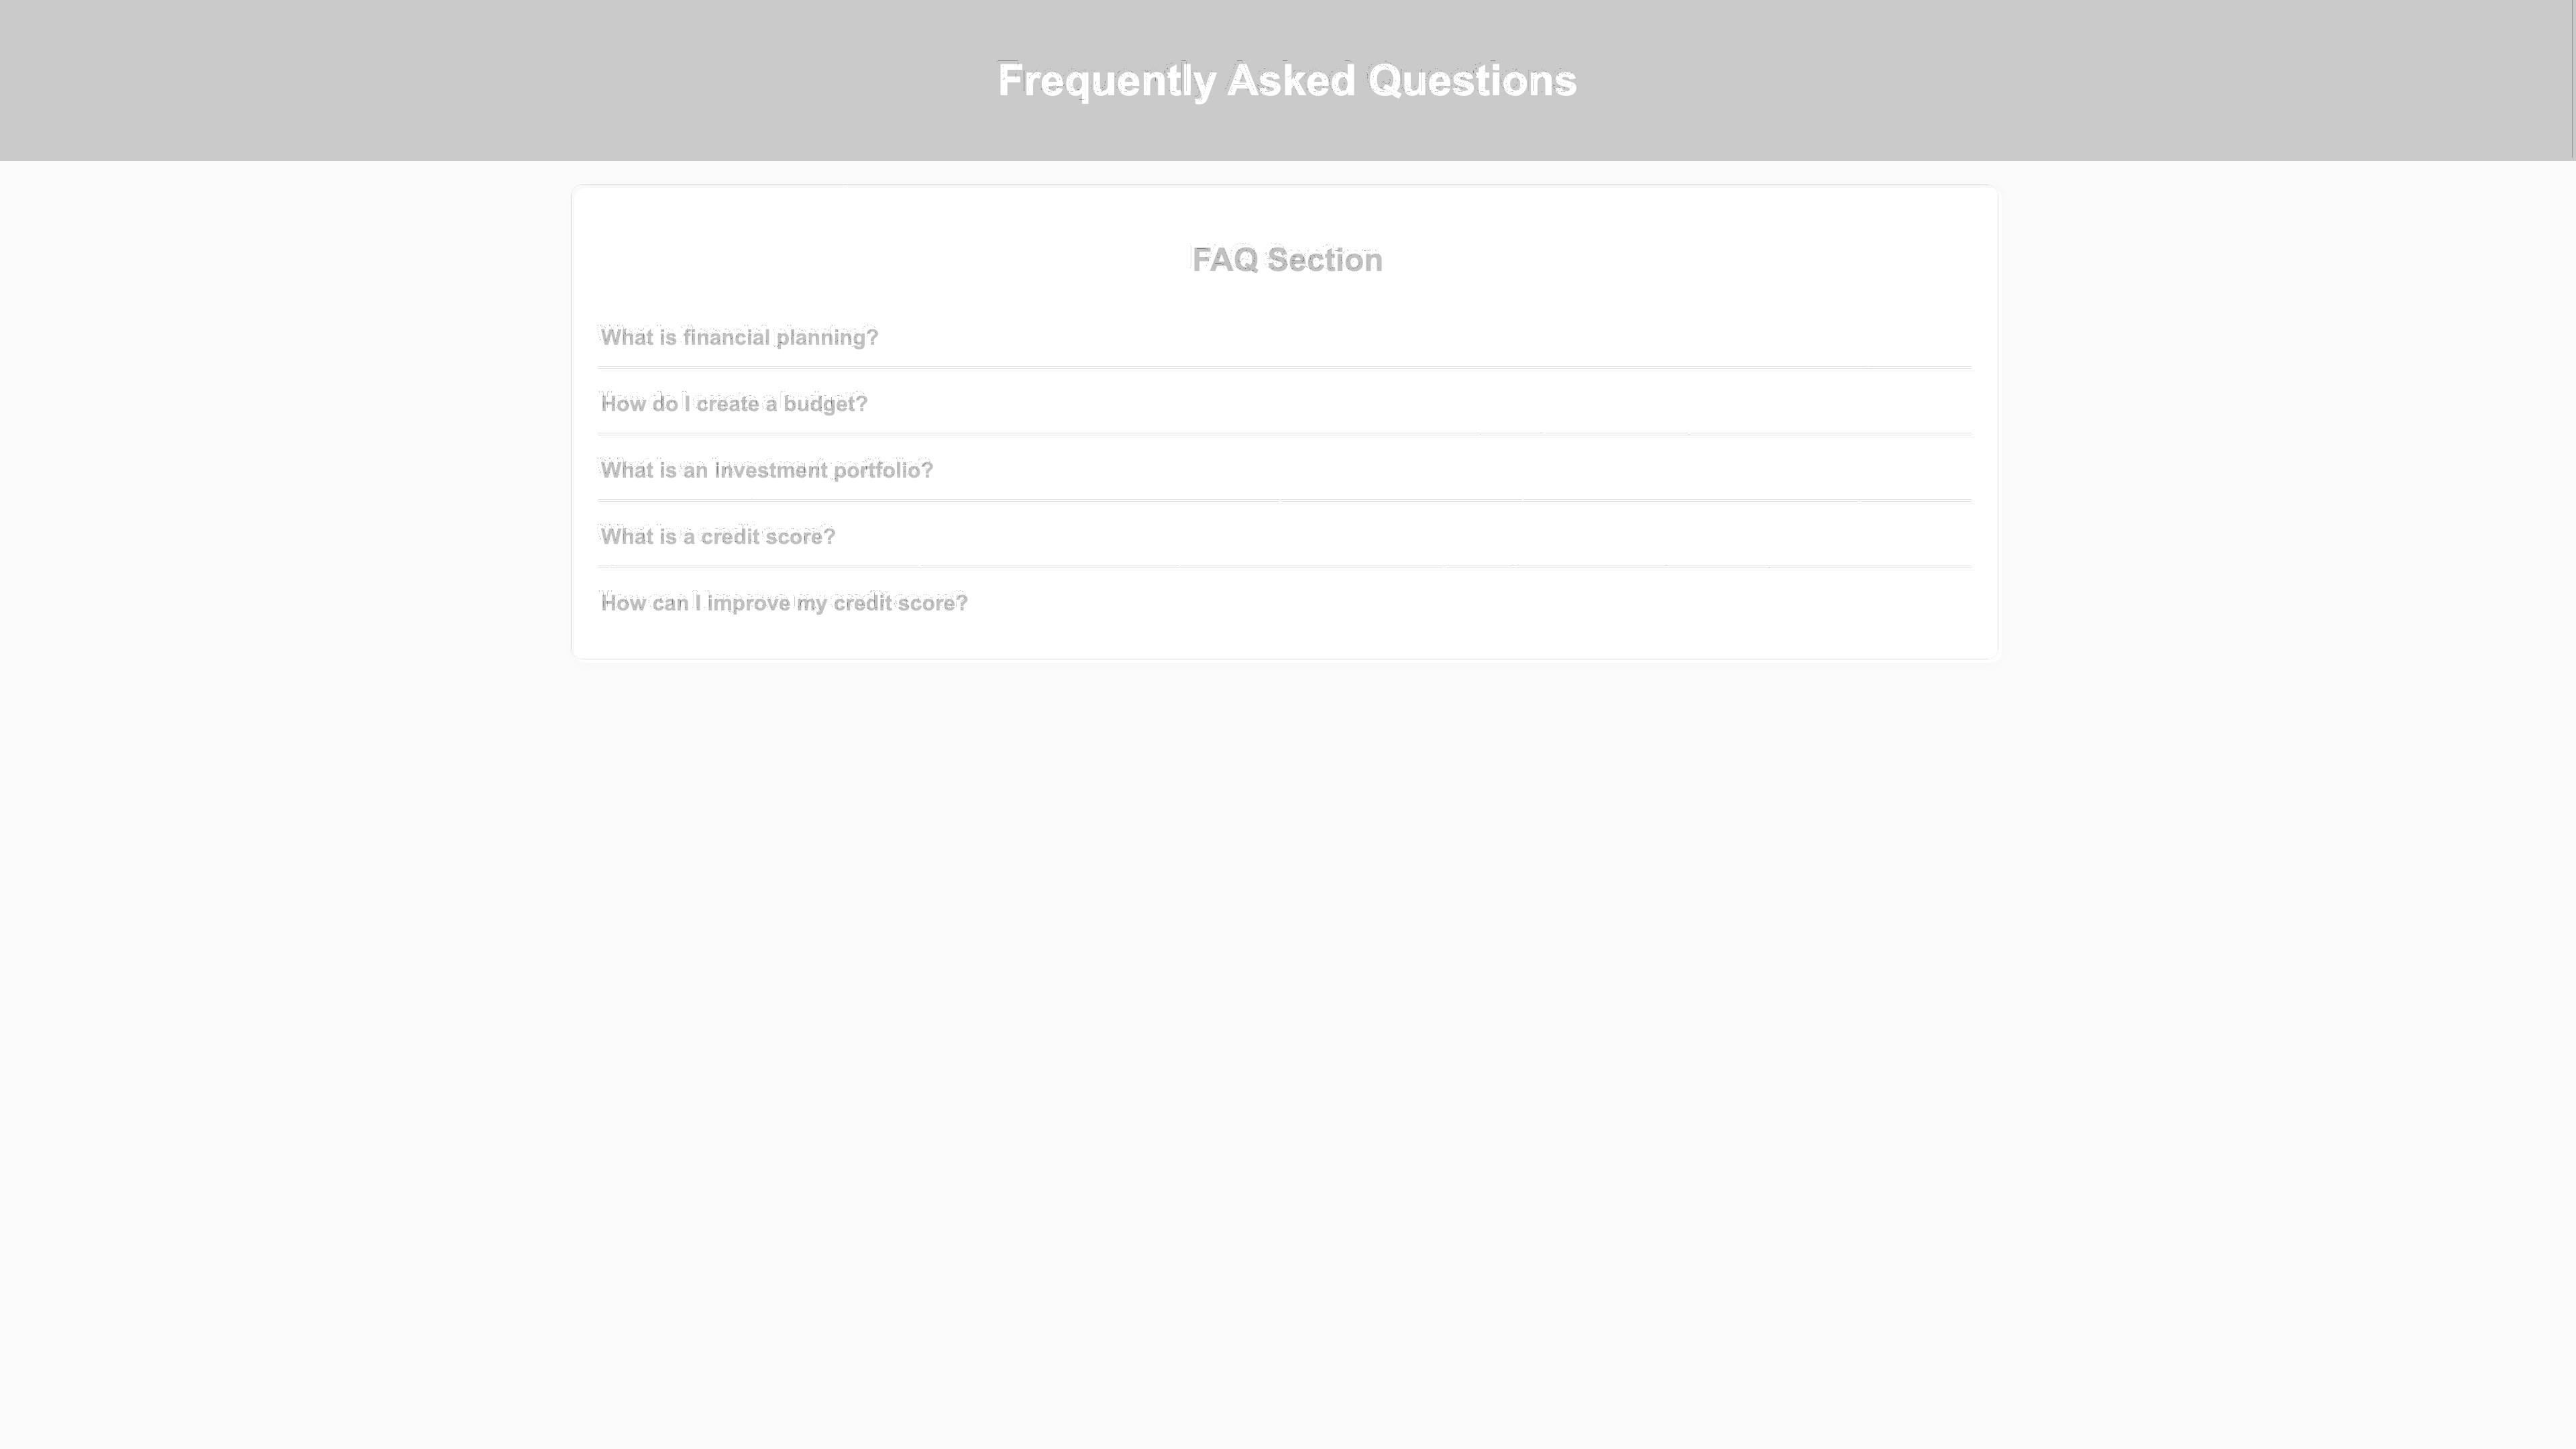 Frequently Asked Questions
FAQ Section
What is financial planning?
How do I create a budget?
What is an investment portfolio?
What is a credit score?
How can I improve my credit score?